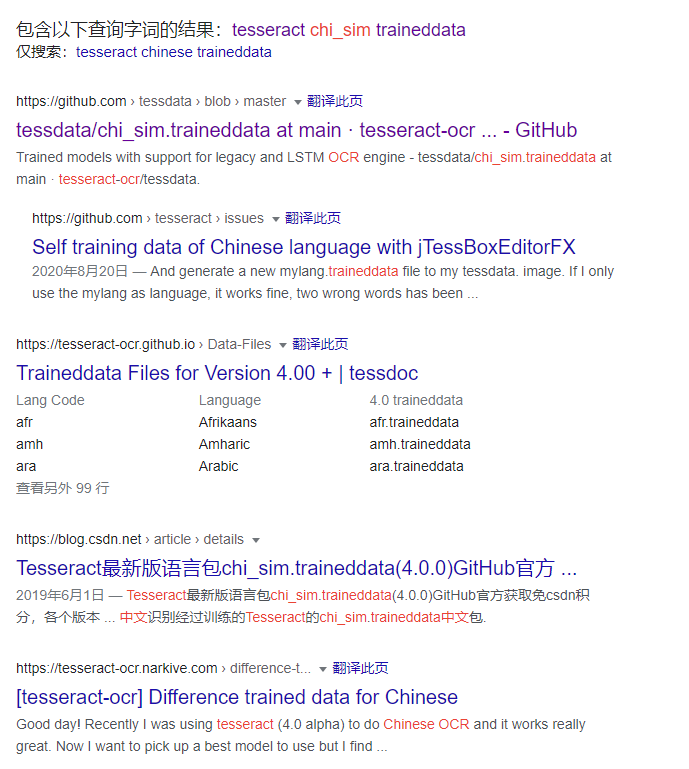 包含以下查询字词的结果：tesseract chi_sim traineddata
仅搜索：tesseract chinese traineddata
https://github.com › tessdata › blob › master 翻译此页
tessdata/chi_sim.traineddata at main · tesseract-ocr ... - GitHub
Trained models with support for legacy and LSTM OCR engine - tessdata/chi_sim.traineddata at
main · tesseract-ocr/tessdata.
https://github.com › tesseract › issues 翻译此页
Self training data of Chinese language with jTessBoxEditorFX
2020年8月20日 — And generate a new mylang.traineddata file to my tessdata. image. If I only
use the mylang as language, it works fine, two wrong words has been ...
https://tesseract-ocr.github.io › Data-Files 翻译此页
Traineddata Files for Version 4.00 + | tessdoc
Lang Code Language 4.0 traineddata
afr Afrikaans afr.traineddata
amh Amharic amh.traineddata
ara Arabic ara.traineddata
查看另外 99 行
https://blog.csdn.net › article › details
Tesseract最新版语言包chi_sim.traineddata(4.0.0)GitHub官方 ...
2019年6月1日 — Tesseract最新版语言包chi_sim.traineddata(4.0.0)GitHub官方获取免csdn积
分，各个版本 ... 中文识别经过训练的Tesseract的chi_sim.traineddata中文包.
https://tesseract-ocr.narkive.com › difference-t... 翻译此页
[tesseract-ocr] Difference trained data for Chinese
Good day! Recently I was using tesseract (4.0 alpha) to do Chinese OCR and it works really
great. Now I want to pick up a best model to use but I find ...